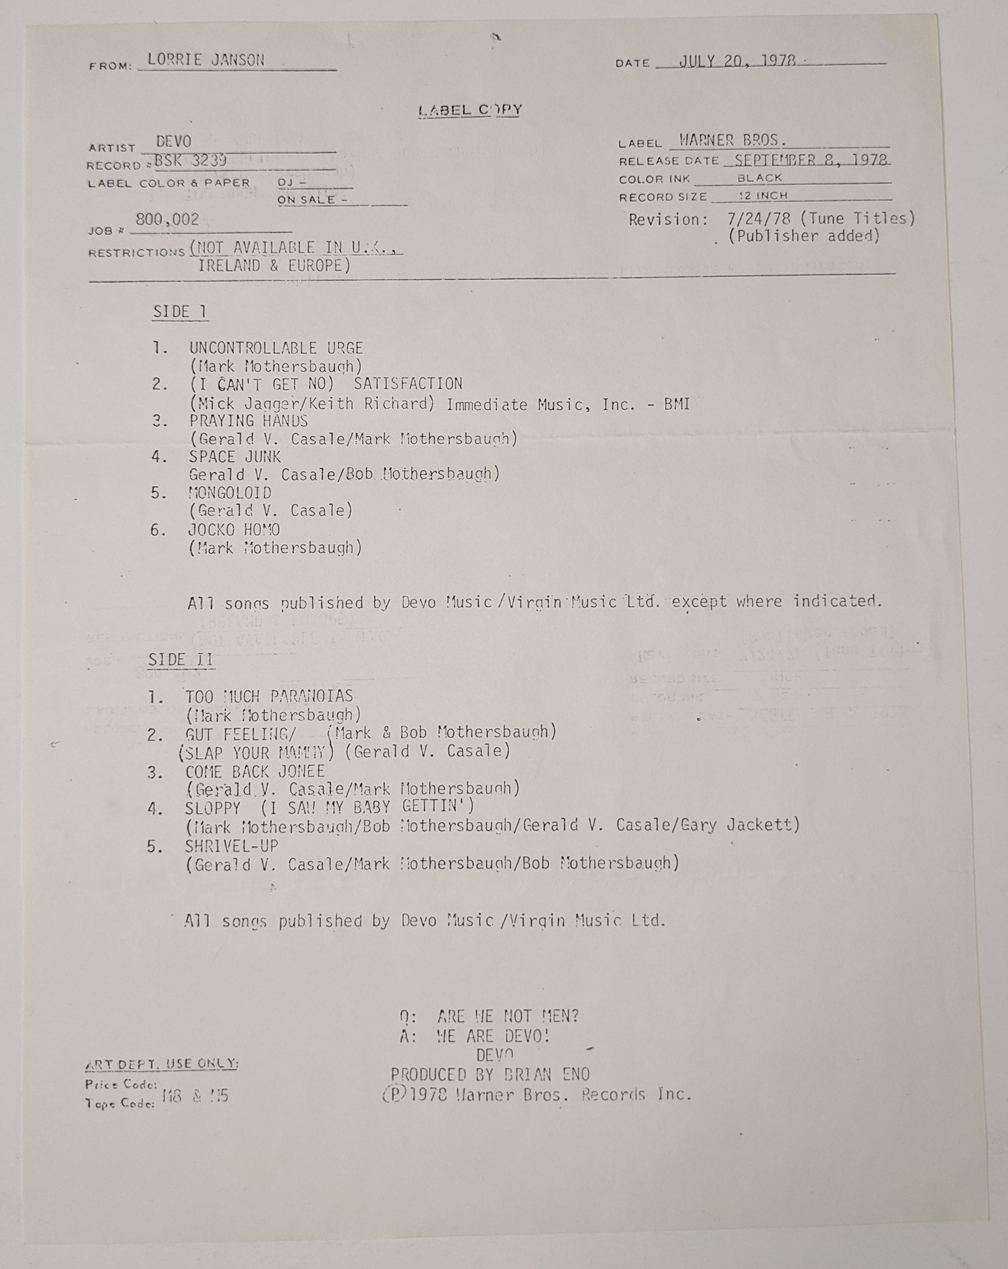 FROM: LORRIE JANSON
DATE JULY 20, 1978
LABEL COPY
ARTIST DEVO
LABEL WARNER BROS.
RECORD # BSK 3239
RELEASE DATE SEPTEMBER 8, 1978
LABEL COLOR & PAPER DJ -
COLOR INK BLACK
ON SALE -
RECORD SIZE 12 INCH
JOB # 800,002
Revision: 7/24/78 (Tune Titles)
(Publisher added)
RESTRICTIONS (NOT AVAILABLE IN U.K.,
IRELAND & EUROPE)
SIDE 1
1. UNCONTROLLABLE URGE
(Mark Mothersbaugh)
2. (I CAN'T GET NO) SATISFACTION
(Mick Jagger/Keith Richard) Immediate Music, Inc. - BMI
3. PRAYING HANDS
(Gerald V. Casale/Mark Mothersbaugh)
4. SPACE JUNK
Gerald V. Casale/Bob Mothersbaugh)
5. MONGOLOID
(Gerald V. Casale)
6. JOCKO HOMO
(Mark Mothersbaugh)
All songs published by Devo Music/Virgin Music Ltd. except where indicated.
SIDE II
1. TOO MUCH PARANOIAS
(Mark Mothersbaugh)
2. GUT FEELING/ (Mark & Bob Mothersbaugh)
(SLAP YOUR MAMMY) (Gerald V. Casale)
3. COME BACK JONEE
(Gerald V. Casale/Mark Mothersbaugh)
4. SLOPPY (I SAW MY BABY GETTIN')
(Mark Mothersbaugh/Bob Mothersbaugh/Gerald V. Casale/Gary Jackett)
5. SHRIVEL-UP
(Gerald V. Casale/Mark Mothersbaugh/Bob Mothersbaugh)
All songs published by Devo Music/Virgin Music Ltd.
Q: ARE WE NOT MEN?
A: WE ARE DEVO!
DEVO
PRODUCED BY BRIAN ENO
(P)1978 Warner Bros. Records Inc.
ART DEPT. USE ONLY:
Price Code:
Tape Code: M8 & M5